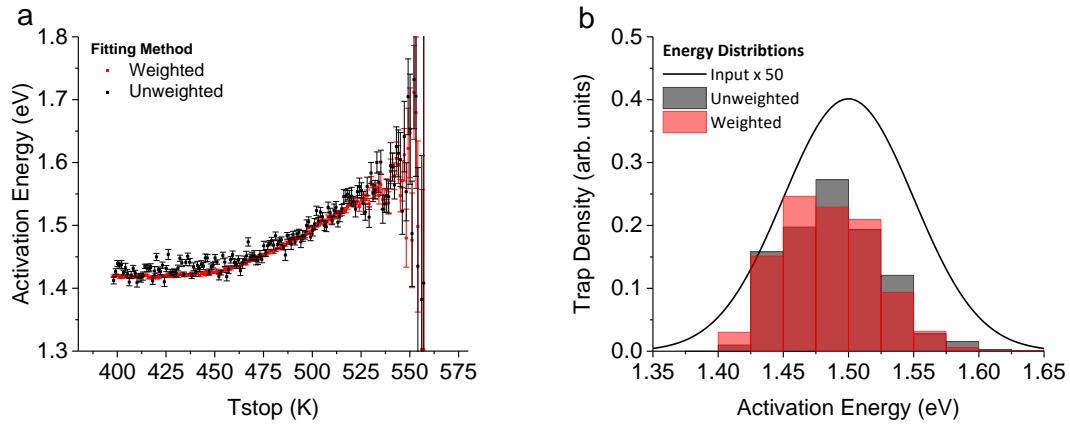 a
1.8
1.7
1.6
1.5
1.4
1.3
Activation Energy (eV)
Fitting Method
Weighted
Unweighted
400 425 450 475 500 525 550 575
Tstop (K)
b
0.5
0.4
0.3
0.2
0.1
0.0
Trap Density (arb. units)
Energy Distribtions
Input x 50
Unweighted
Weighted
1.35 1.40 1.45 1.50 1.55 1.60 1.65
Activation Energy (eV)